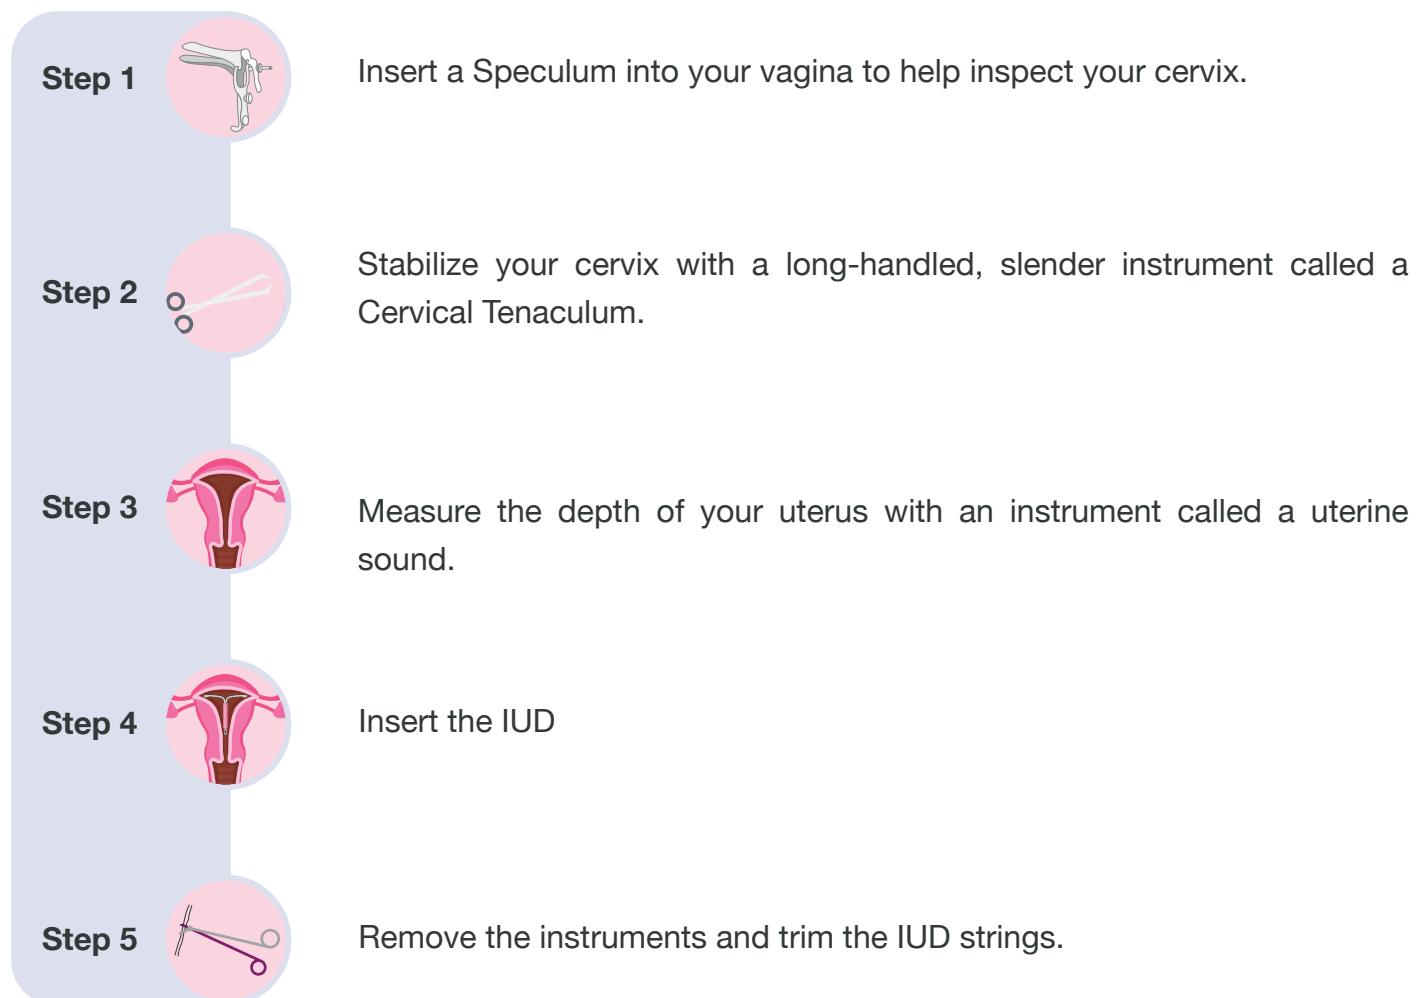 Step 1
Insert a Speculum into your vagina to help inspect your cervix.
Step 2
Stabilize your cervix with a long-handled, slender instrument called a
Cervical Tenaculum.
Step 3
Measure the depth of your uterus with an instrument called a uterine
sound.
Step 4
Insert the IUD
Step 5
Remove the instruments and trim the IUD strings.